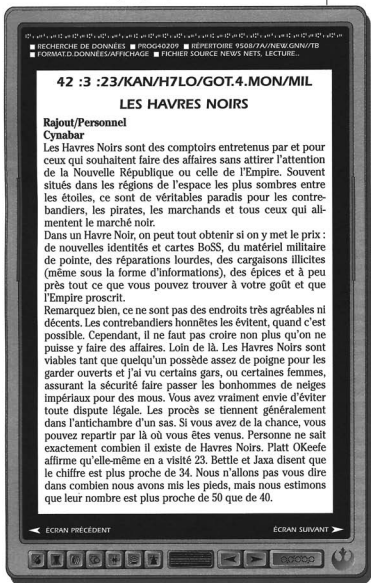 ■ RECHERCHE DE DONNÉES ■ PROG40209 ■ RÉPERTOIRE 9508/7A//NEW.GNN//TB
■ FORMAT.D.DONNÉES/AFFICHAGE ■ FICHIER SOURCE NEWS NETS, LECTURE..
42 :3 :23/KAN/H7LO/GOT.4.MON/MIL
LES HAVRES NOIRS
Rajout/Personnel
Cynabar
Les Havres Noirs sont des comptoirs entretenus par et pour
ceux qui souhaitent faire des affaires sans attirer l'attention
de la Nouvelle République ou celle de l'Empire. Souvent
situés dans les régions de l'espace les plus sombres entre
les étoiles, ce sont de véritables paradis pour les contre-
bandiers, les pirates, les marchands et tous ceux qui ali-
mentent le marché noir.
Dans un Havre Noir, on peut tout obtenir si on y met le prix :
de nouvelles identités et cartes BoSS, du matériel militaire
de pointe, des réparations lourdes, des cargaisons illicites
(même sous la forme d'informations), des épices et à peu
près tout ce que vous pouvez trouver à votre goût et que
l'Empire proscrit.
Remarquez bien, ce ne sont pas des endroits très agréables ni
décents. Les contrebandiers honnêtes les évitent, quand c'est
possible. Cependant, il ne faut pas croire non plus qu'on ne
puisse y faire des affaires. Loin de là. Les Havres Noirs sont
viables tant que quelqu'un possède assez de poigne pour les
garder ouverts et j'ai vu certains gars, ou certaines femmes,
assurant la sécurité faire passer les bonhommes de neiges
impériaux pour des mous. Vous avez vraiment envie d'éviter
toute dispute légale. Les procès se tiennent généralement
dans l'antichambre d'un sas. Si vous avez de la chance, vous
pouvez repartir par là où vous êtes venus. Personne ne sait
exactement combien il existe de Havres Noirs. Platt OKeefe
affirme qu'elle-même en a visité 23. Bettle et Jaxa disent que
le chiffre est plus proche de 34. Nous n'allons pas vous dire
dans combien nous avons mis les pieds, mais nous estimons
que leur nombre est plus proche de 50 que de 40.
ÉCRAN PRÉCÉDENT
ÉCRAN SUIVANT